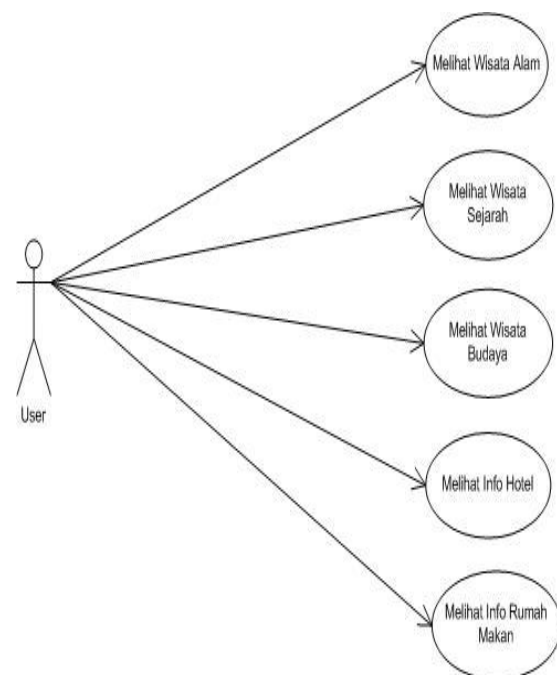 Melihat Wisata Alam
Melihat Wisata
Sejarah
Melihat Wisata
Budaya
User
Melihat Info Hotel
Melihat Info Rumah
Makan